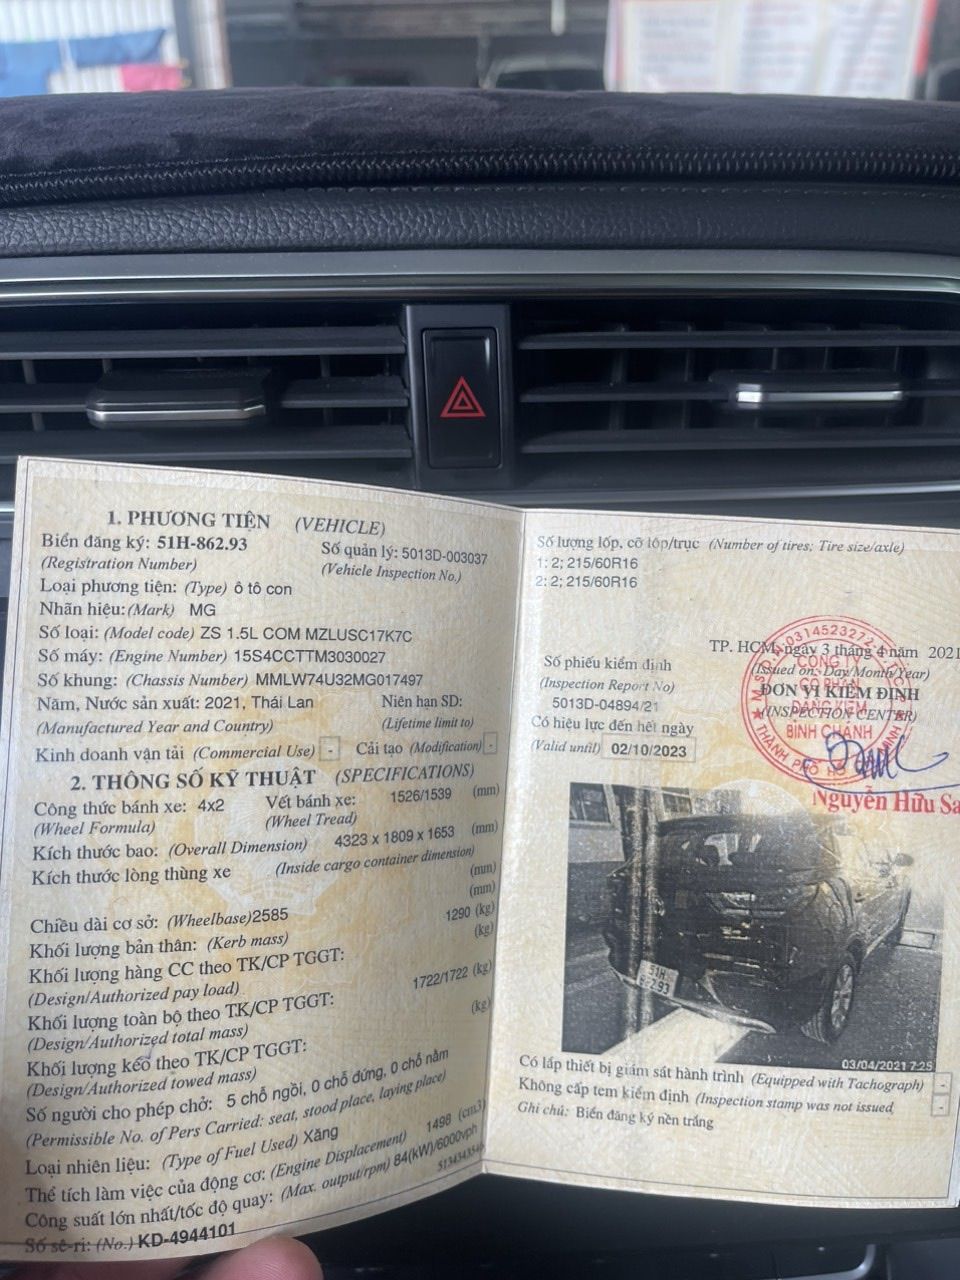 1. PHƯƠNG TIỆN (VEHICLE)
Biển đăng ký: 51H-862.93
(Registration Number)
Số quản lý: 5013D-003037
(Vehicle Inspection No.)
Loại phương tiện: (Type) ô tô con
Nhãn hiệu: (Mark) MG
Số loại: (Model code) ZS 1.5L COM MZLUSC17K7C
Số máy: (Engine Number) 15S4CCTTM3030027
Số khung: (Chassis Number) MMLW74U32MG017497
Năm, Nước sản xuất: 2021, Thái Lan
(Manufactured Year and Country)
Niên hạn SD:
(Lifetime limit to)
Kinh doanh vận tải (Commercial Use) - Cải tạo (Modification) -
2. THÔNG SỐ KỸ THUẬT (SPECIFICATIONS)
Công thức bánh xe: 4x2
(Wheel Formula)
Vết bánh xe: 1526/1539 (mm)
(Wheel Tread)
Kích thước bao: (Overall Dimension) 4323 x 1809 x 1653 (mm)
Kích thước lòng thùng xe (Inside cargo container dimension)
(mm)
Chiều dài cơ sở: (Wheelbase)2585 (mm)
Khối lượng bản thân: (Kerb mass) 1290 (kg)
Khối lượng hàng CC theo TK/CP TGGT: (kg)
(Design/Authorized pay load)
Khối lượng toàn bộ theo TK/CP TGGT: 1722/1722 (kg)
(Design/Authorized total mass)
Khối lượng kéo theo TK/CP TGGT: (kg)
(Design/Authorized towed mass)
Số người cho phép chở: 5 chỗ ngồi, 0 chỗ đứng, 0 chỗ nằm
(Permissible No. of Pers Carried: seat, stood place, laying place)
Loại nhiên liệu: (Type of Fuel Used) Xăng
Thể tích làm việc của động cơ: (Engine Displacement) 1498 (cm3)
Công suất lớn nhất/tốc độ quay: (Max. output/rpm) 84(kW)/6000vph
Số sê-ri: (No.) KD-4944101
Số lượng lốp, cỡ lốp/trục (Number of tires; Tire size/axle)
1: 2; 215/60R16
2: 2; 215/60R16
TP. HCM, ngày 3 tháng 4 năm 2021
(Issued on: Day/Month/Year)
Số phiếu kiểm định
(Inspection Report No)
5013D-04894/21
ĐƠN VỊ KIỂM ĐỊNH
(INSPECTION CENTER)
Có hiệu lực đến hết ngày
(Valid until) 02/10/2023
CÔNG TY
CỔ PHẦN
ĐĂNG KIỂM
BÌNH CHÁNH
Nguyễn Hữu
51H
862.93
03/04/2021 7:25
Có lắp thiết bị giám sát hành trình (Equipped with Tachograph) -
Không cấp tem kiểm định (Inspection stamp was not issued -
Ghi chú: Biển đăng ký nền trắng